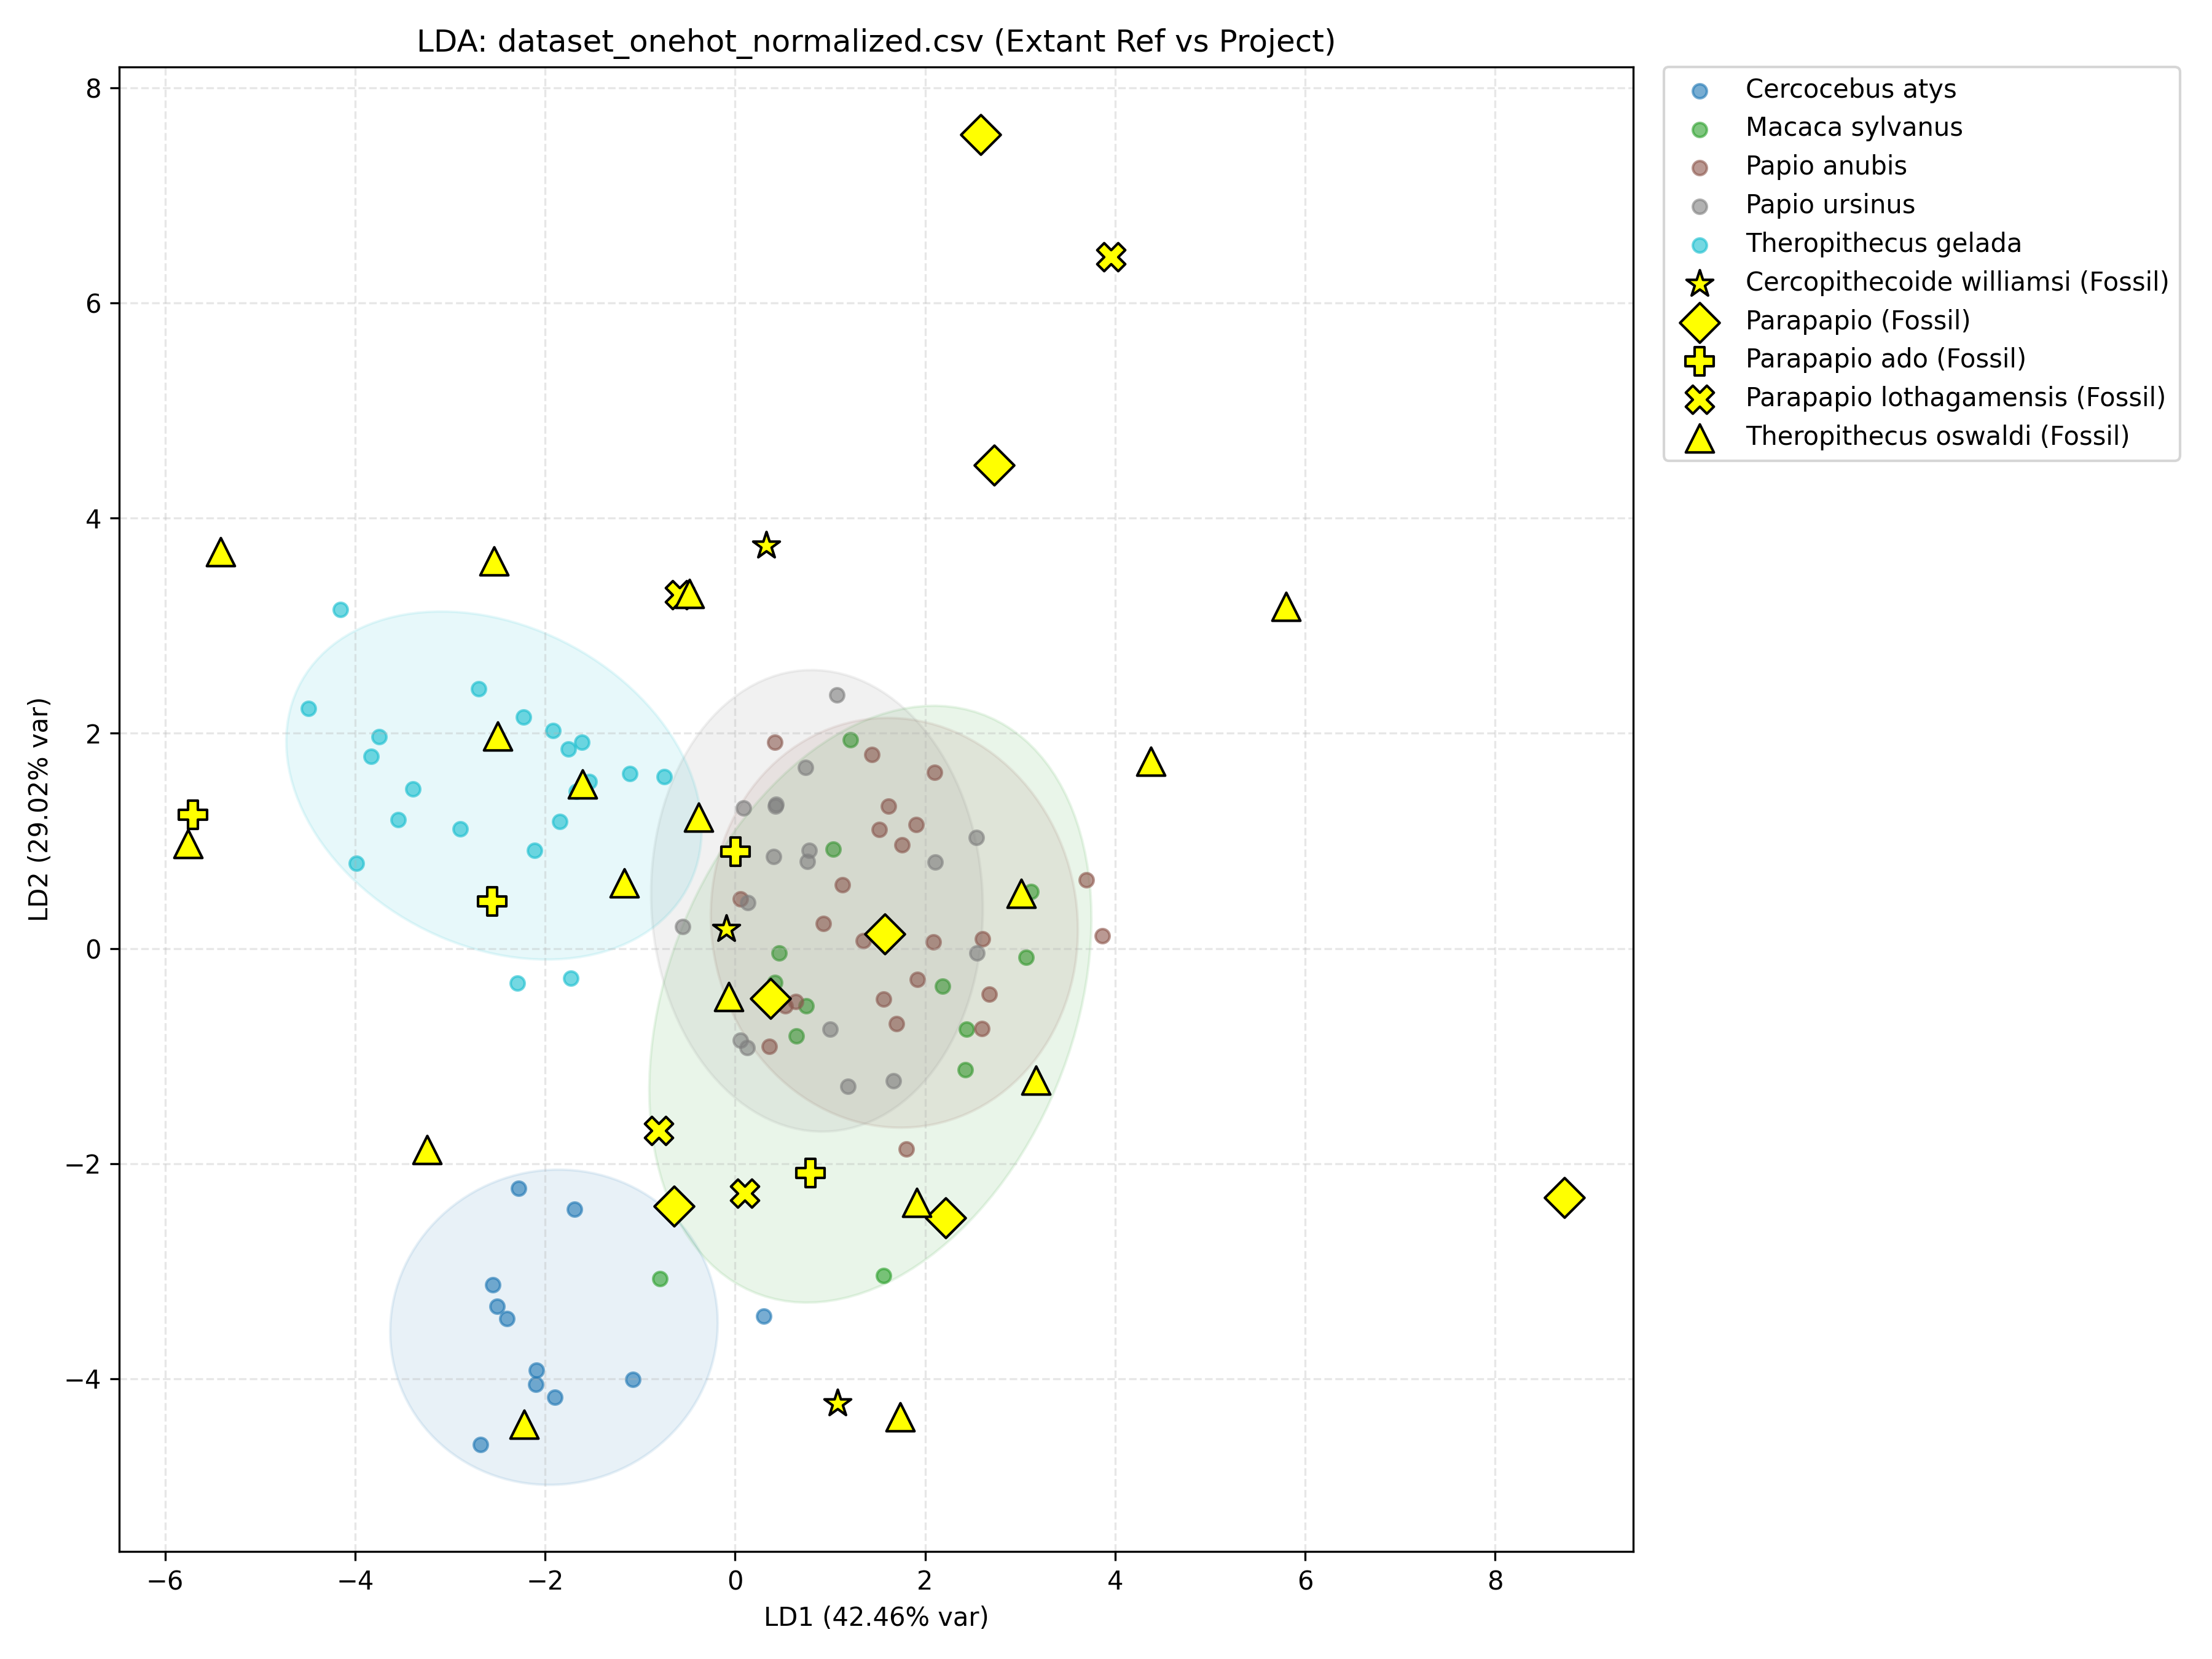 LDA: dataset_onehot_normalized.csv (Extant Ref vs Project)
8
6
4
2
0
−2
−4
LD2 (29.02% var)
−6
−4
−2
0
2
4
6
8
LD1 (42.46% var)
Cercocebus atys
Macaca sylvanus
Papio anubis
Papio ursinus
Theropithecus gelada
Cercopithecoide williamsi (Fossil)
Parapapio (Fossil)
Parapapio ado (Fossil)
Parapapio lothagamensis (Fossil)
Theropithecus oswaldi (Fossil)